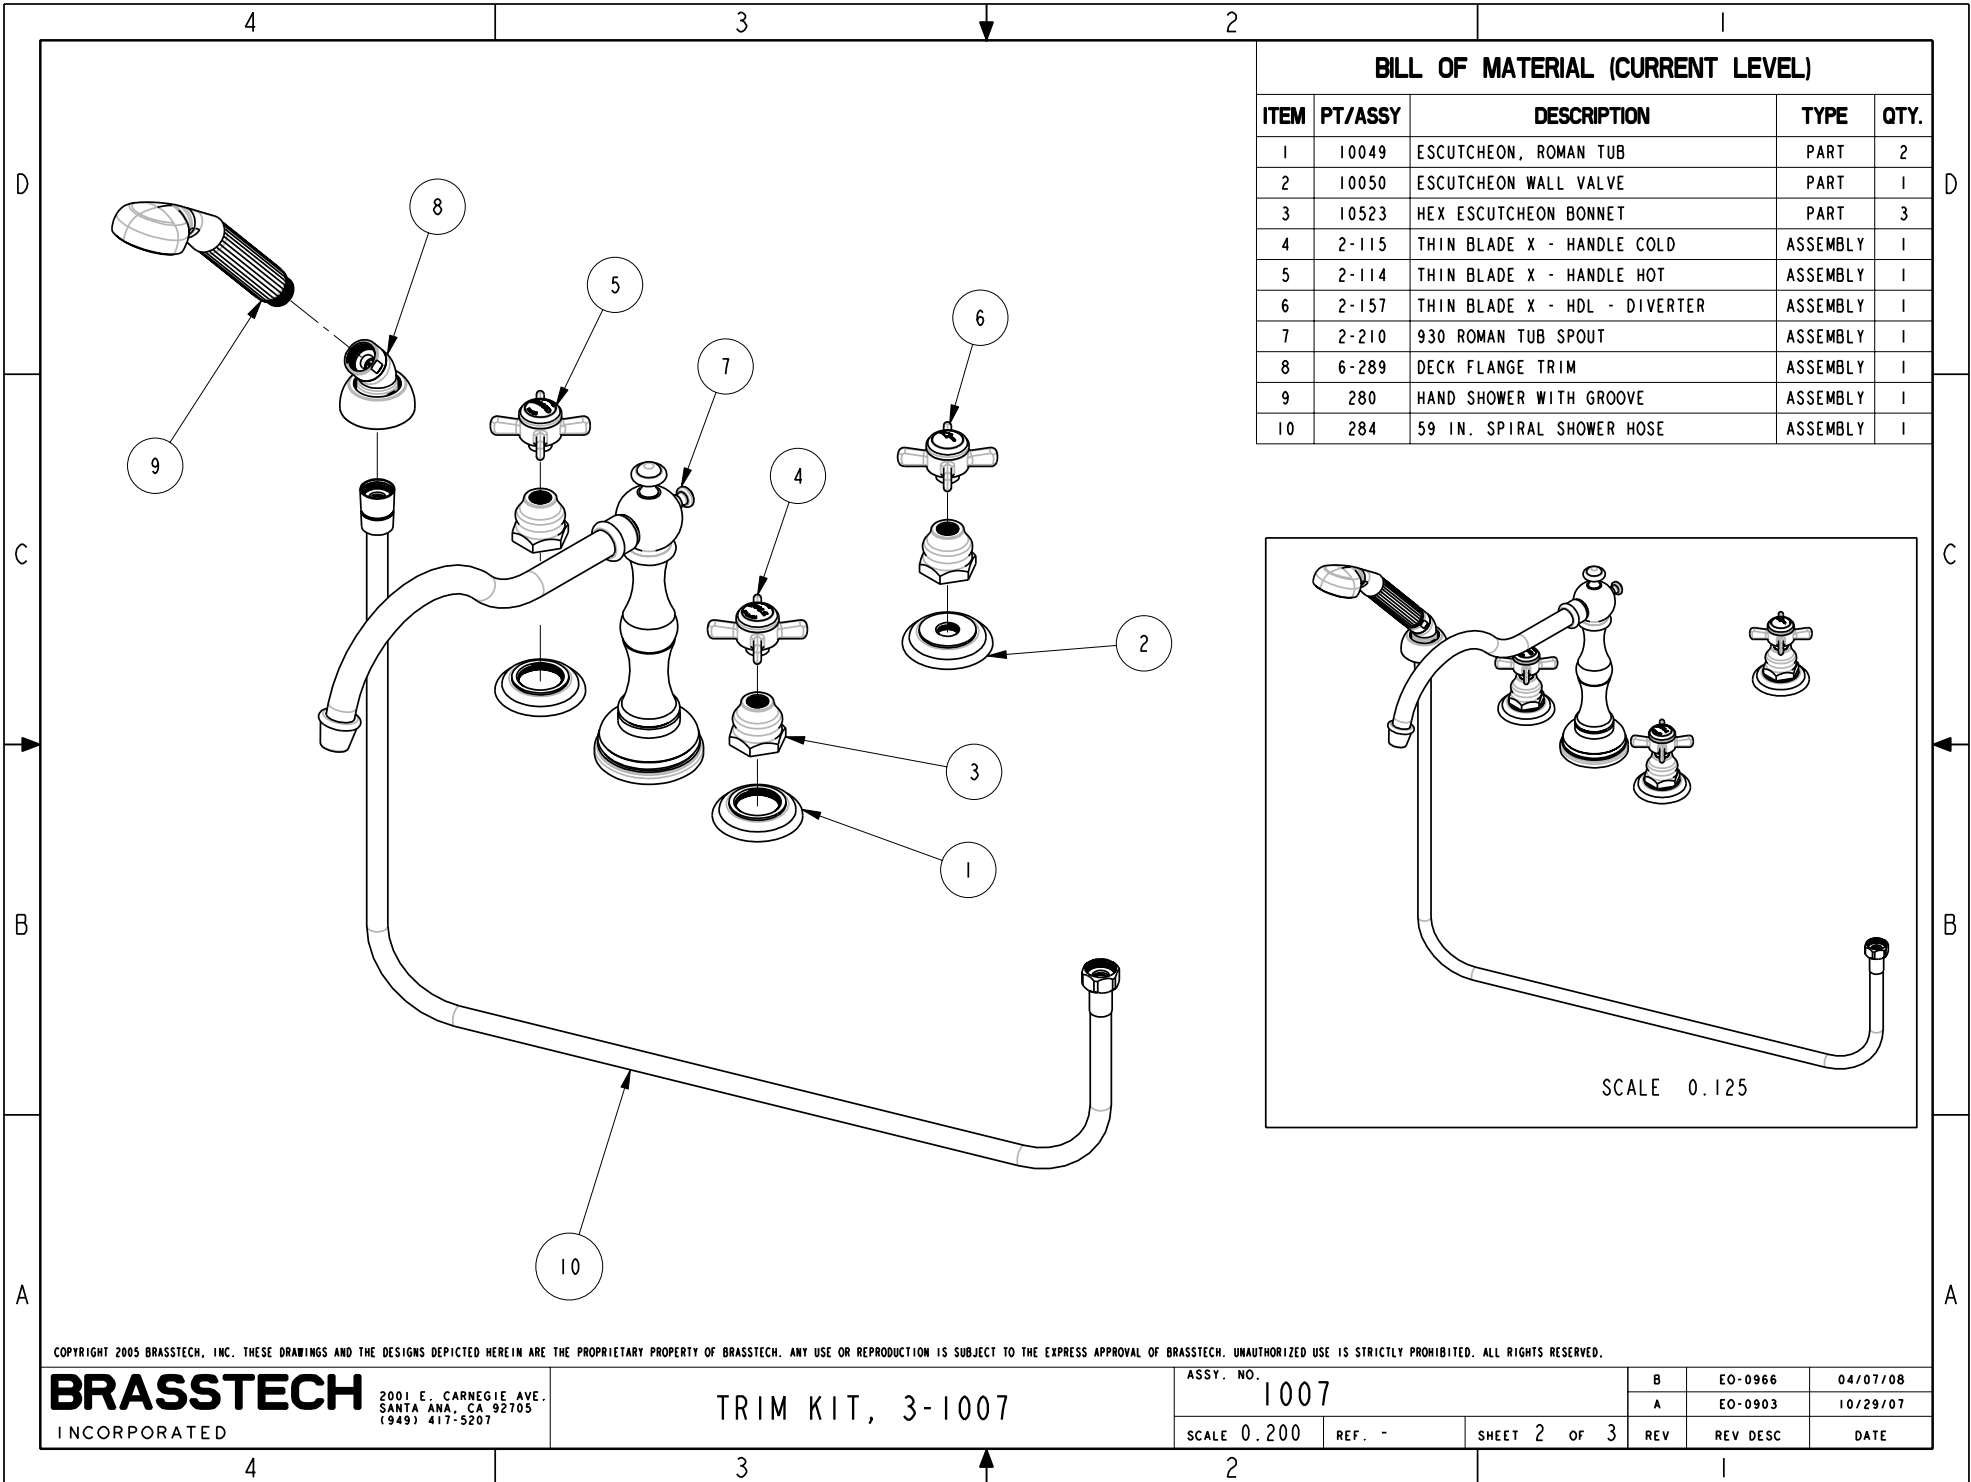 4 3 2 1
BILL OF MATERIAL (CURRENT LEVEL)
ITEM PT/ASSY DESCRIPTION TYPE QTY.
1 10049 ESCUTCHEON, ROMAN TUB PART 2
2 10050 ESCUTCHEON WALL VALVE PART 1
3 10523 HEX ESCUTCHEON BONNET PART 3
4 2-115 THIN BLADE X - HANDLE COLD ASSEMBLY 1
5 2-114 THIN BLADE X - HANDLE HOT ASSEMBLY 1
6 2-157 THIN BLADE X - HDL - DIVERTER ASSEMBLY 1
7 2-210 930 ROMAN TUB SPOUT ASSEMBLY 1
8 6-289 DECK FLANGE TRIM ASSEMBLY 1
9 280 HAND SHOWER WITH GROOVE ASSEMBLY 1
10 284 59 IN. SPIRAL SHOWER HOSE ASSEMBLY 1
D D
8
5
6
7
9
4
C C
2
3
1
B B
SCALE 0.125
10
A A
COPYRIGHT 2005 BRASSTECH, INC. THESE DRAWINGS AND THE DESIGNS DEPICTED HEREIN ARE THE PROPRIETARY PROPERTY OF BRASSTECH. ANY USE OR REPRODUCTION IS SUBJECT TO THE EXPRESS APPROVAL OF BRASSTECH. UNAUTHORIZED USE IS STRICTLY PROHIBITED. ALL RIGHTS RESERVED.
BRASSTECH
INCORPORATED
2001 E. CARNEGIE AVE.
SANTA ANA, CA 92705
(949) 417-5207
TRIM KIT, 3-1007
ASSY. NO. 1007
SCALE 0.200 REF. - SHEET 2 OF 3
B EO-0966 04/07/08
A EO-0903 10/29/07
REV REV DESC DATE
4 3 2 1